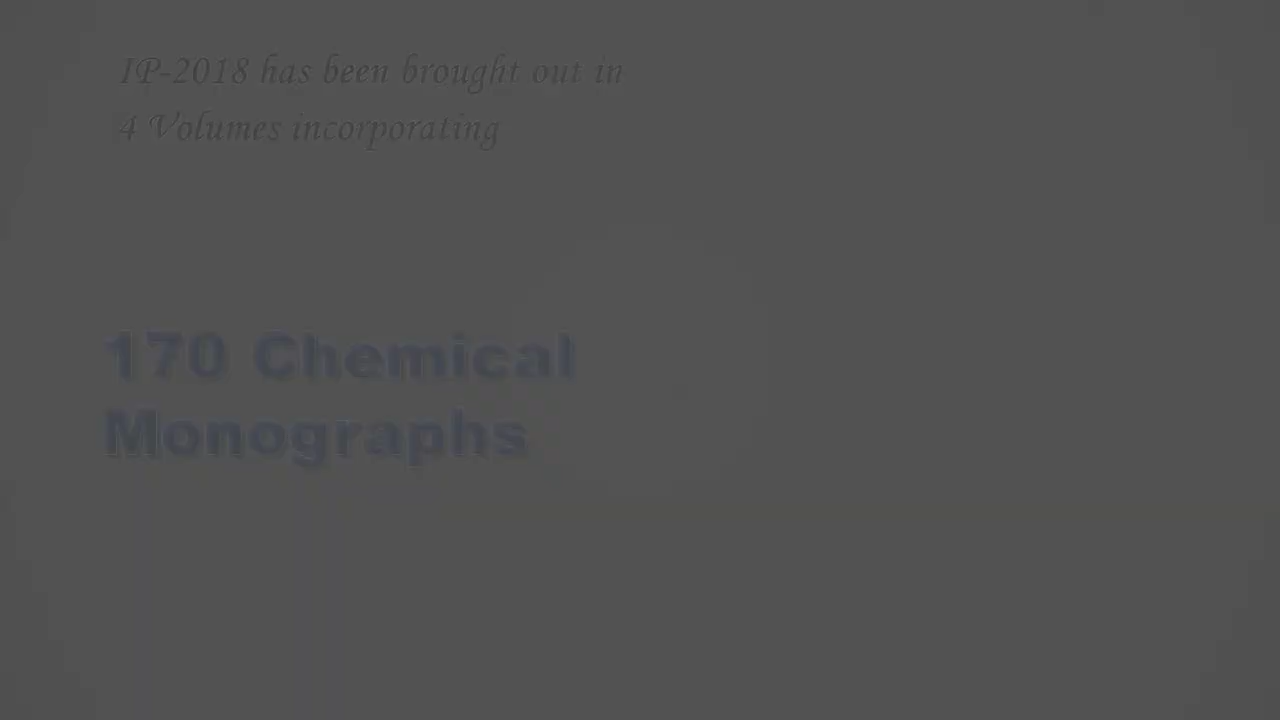 IP-2018 has been brought out in
4 Volumes incorporating
170 Chemical
Monographs